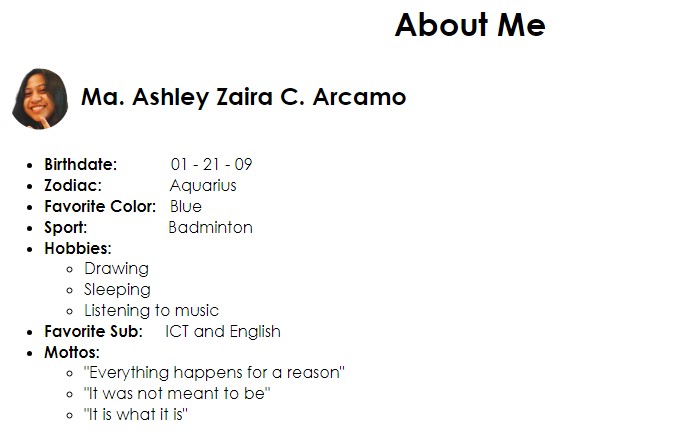 About Me
Ma. Ashley Zaira C. Arcamo
Birthdate: 01 - 21 - 09
Zodiac: Aquarius
Favorite Color: Blue
Sport: Badminton
Hobbies:
Drawing
Sleeping
Listening to music
Favorite Sub: ICT and English
Mottos:
"Everything happens for a reason"
"It was not meant to be"
"It is what it is"